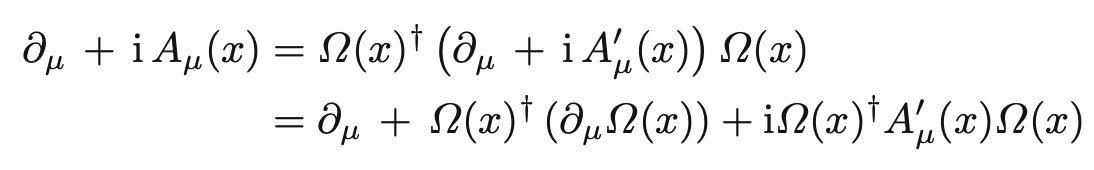 ∂_μ + i A_μ(x) = Ω(x)† (∂_μ + i A′_μ(x)) Ω(x)
= ∂_μ + Ω(x)† (∂_μ Ω(x)) + iΩ(x)† A′_μ(x)Ω(x)